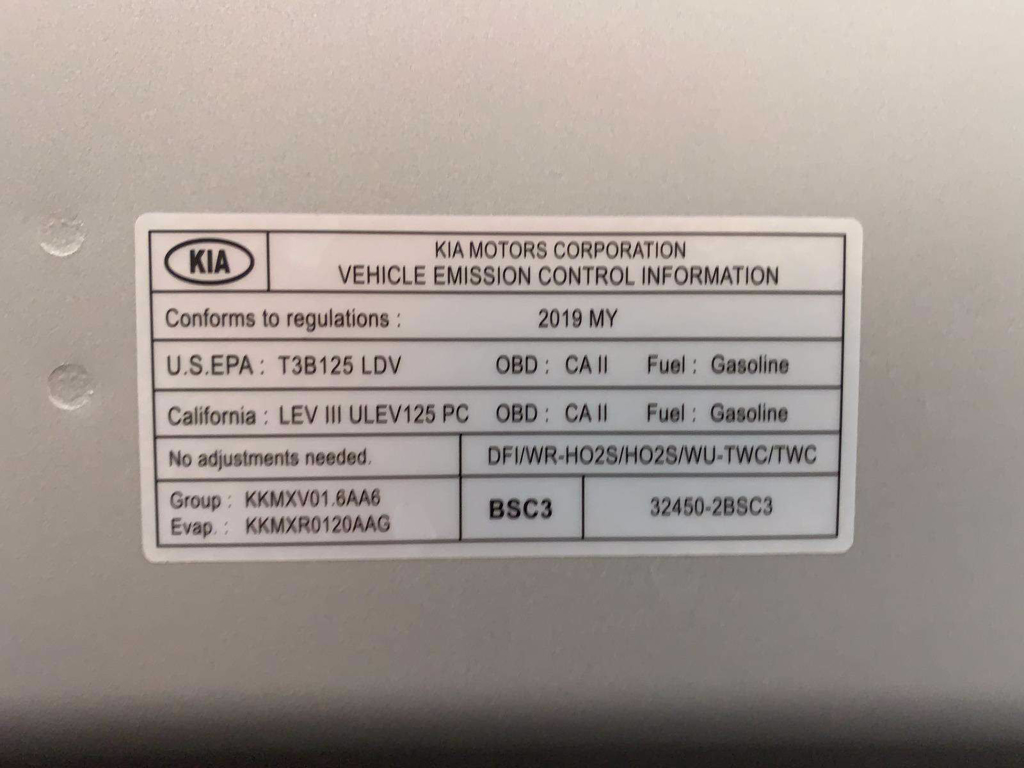 KIA
KIA MOTORS CORPORATION
VEHICLE EMISSION CONTROL INFORMATION
Conforms to regulations : 2019 MY
U.S.EPA : T3B125 LDV OBD : CA II Fuel : Gasoline
California : LEV III ULEV125 PC OBD : CA II Fuel : Gasoline
No adjustments needed. DFI/WR-HO2S/HO2S/WU-TWC/TWC
Group : KKMXV01.6AA6
Evap. : KKMXR0120AAG
BSC3 32450-2BSC3